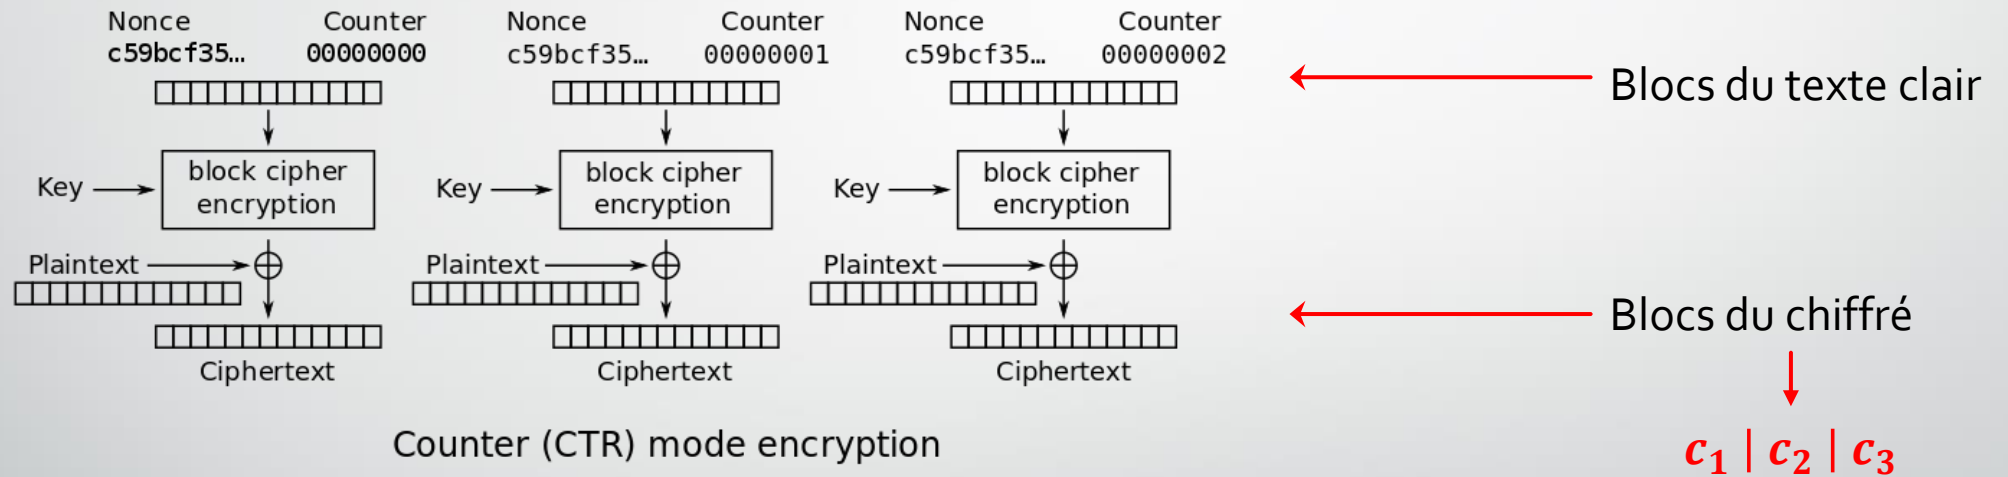 Nonce Counter Nonce Counter Nonce Counter
c59bcf35… 00000000 c59bcf35… 00000001 c59bcf35… 00000002
Blocs du texte clair
block cipher block cipher block cipher
Key Key Key
encryption encryption encryption
Plaintext Plaintext Plaintext
Blocs du chiffré
Ciphertext Ciphertext Ciphertext
Counter (CTR) mode encryption
c₁ | c₂ | c₃